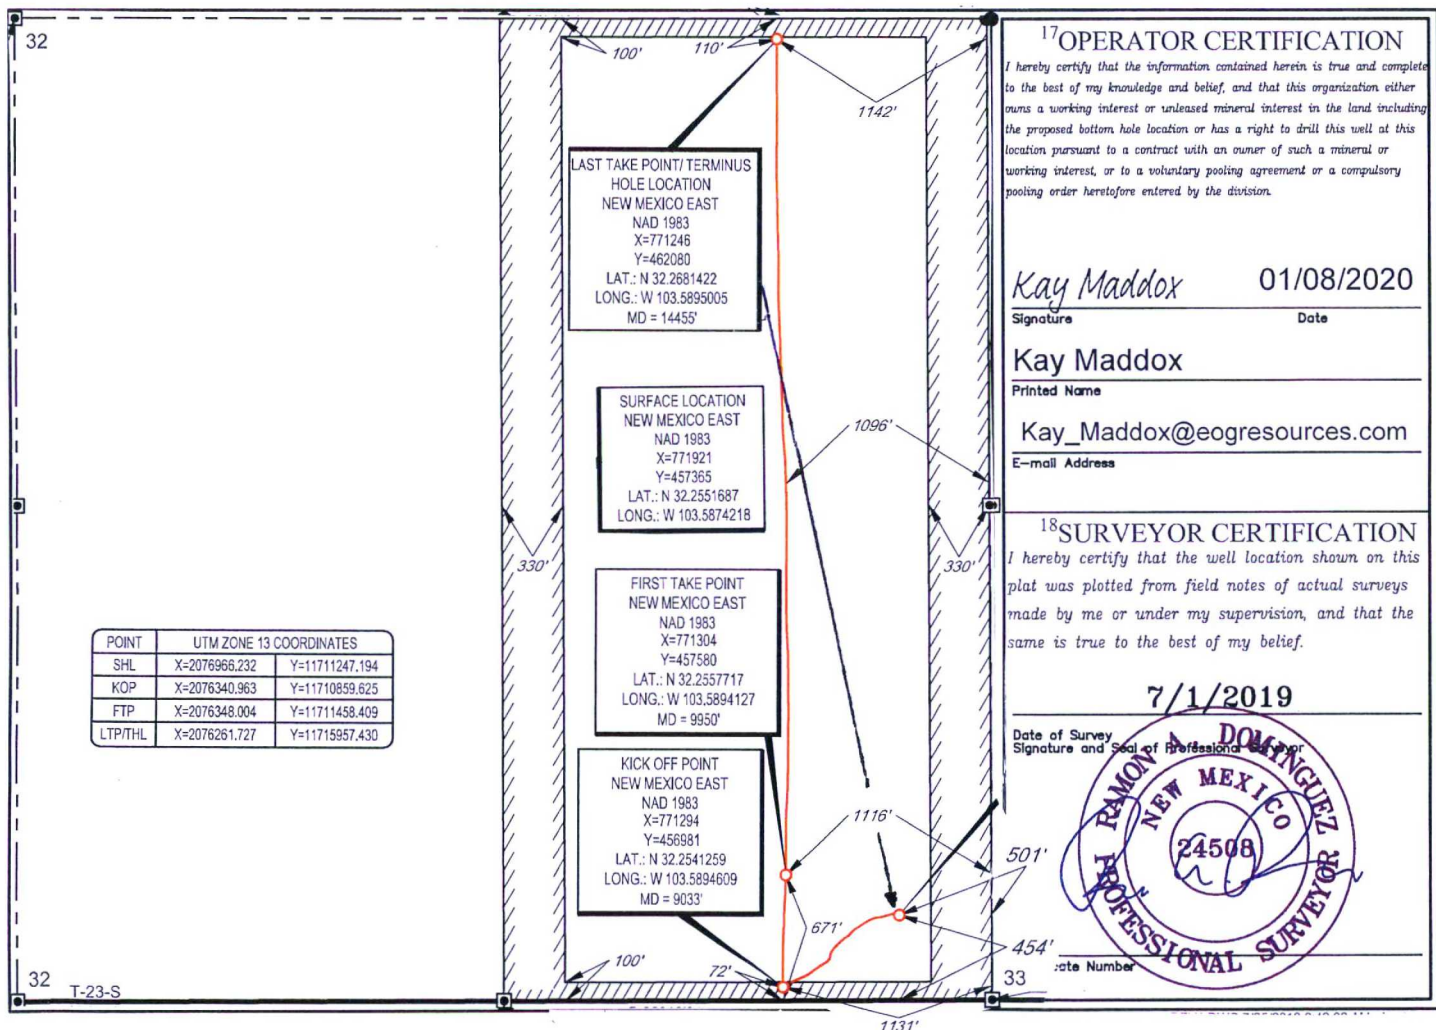 32
100'
110'
1142'
LAST TAKE POINT/ TERMINUS
HOLE LOCATION
NEW MEXICO EAST
NAD 1983
X=771246
Y=462080
LAT.: N 32.2681422
LONG.: W 103.5895005
MD = 14455'
SURFACE LOCATION
NEW MEXICO EAST
NAD 1983
X=771921
Y=457365
LAT.: N 32.2551687
LONG.: W 103.5874218
1096'
330'
330'
FIRST TAKE POINT
NEW MEXICO EAST
NAD 1983
X=771304
Y=457580
LAT.: N 32.2557717
LONG.: W 103.5894127
MD = 9950'
POINT UTM ZONE 13 COORDINATES
SHL X=2076966.232 Y=11711247.194
KOP X=2076340.963 Y=11710859.625
FTP X=2076348.004 Y=11711458.409
LTP/THL X=2076261.727 Y=11715957.430
KICK OFF POINT
NEW MEXICO EAST
NAD 1983
X=771294
Y=456981
LAT.: N 32.2541259
LONG.: W 103.5894609
MD = 9033'
1116'
501'
671'
454'
100'
72'
1131'
32
T-23-S
33
17 OPERATOR CERTIFICATION
I hereby certify that the information contained herein is true and complete
to the best of my knowledge and belief, and that this organization either
owns a working interest or unleased mineral interest in the land including
the proposed bottom hole location or has a right to drill this well at this
location pursuant to a contract with an owner of such a mineral or
working interest, or to a voluntary pooling agreement or a compulsory
pooling order heretofore entered by the division.
Kay Maddox 01/08/2020
Signature Date
Kay Maddox
Printed Name
Kay_Maddox@eogresources.com
E-mail Address
18 SURVEYOR CERTIFICATION
I hereby certify that the well location shown on this
plat was plotted from field notes of actual surveys
made by me or under my supervision, and that the
same is true to the best of my belief.
7/1/2019
Date of Survey
Signature and Seal of Professional Surveyor
RAMON A. DOMINGUEZ
NEW MEXICO
24508
PROFESSIONAL SURVEYOR
Number